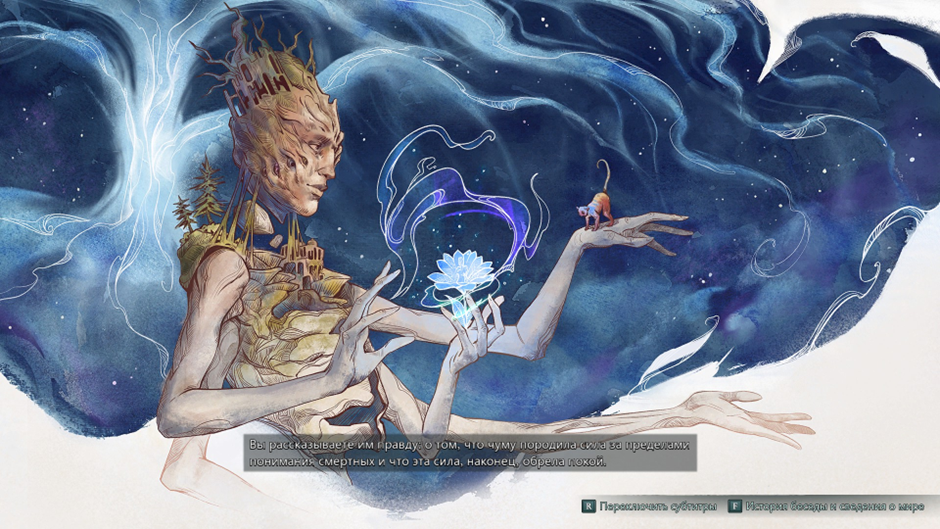 Вы рассказываете им правду: о том, что чуму породила сила за пределами
понимания смертных и что эта сила, наконец, обрела покой.
R Переключить субтитры F История беседы и сведения о мире